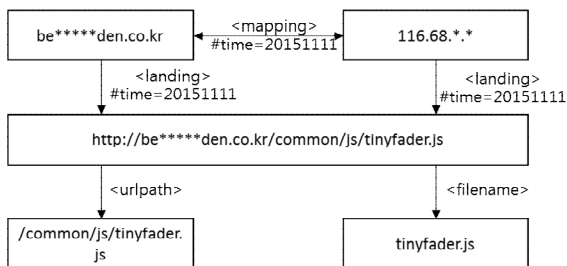 be*****den.co.kr
<mapping>
#time=20151111
116.68.*.*
<landing>
#time=20151111
<landing>
#time=20151111
http://be*****den.co.kr/common/js/tinyfader.js
<urlpath>
<filename>
/common/js/tinyfader.
js
tinyfader.js